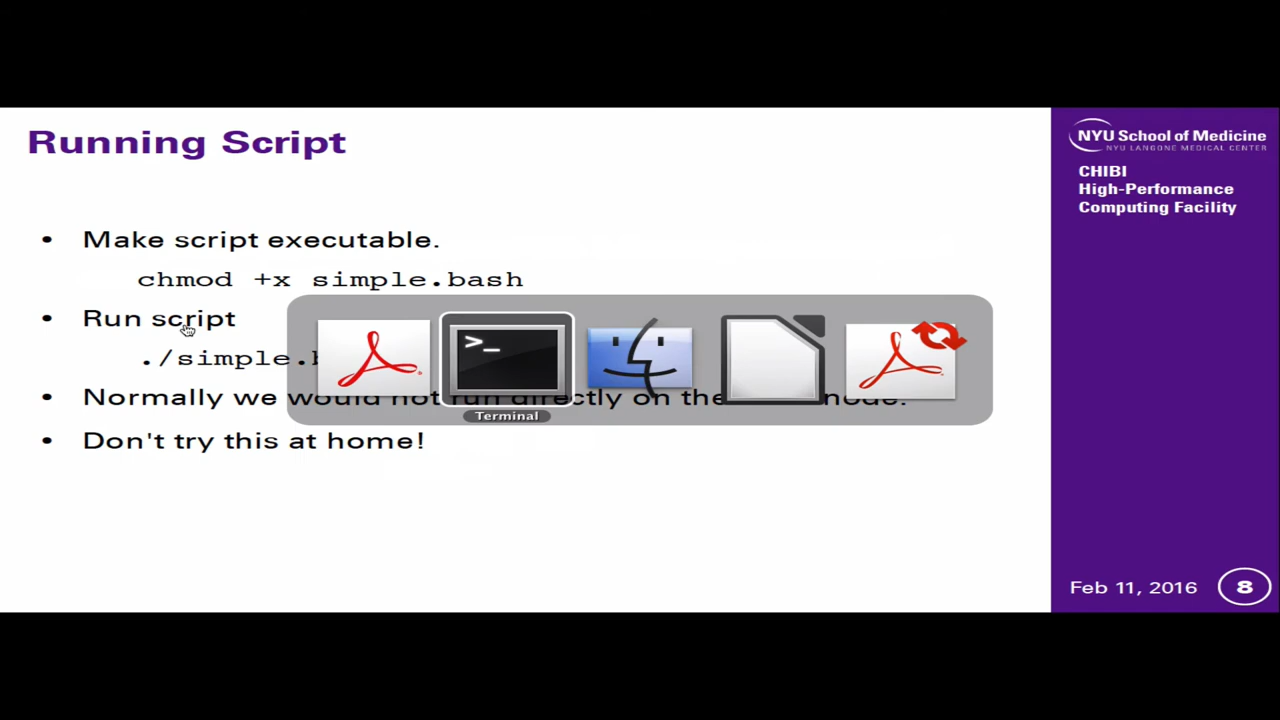 Running Script
• Make script executable.
chmod +x simple.bash
• Run script
./simple.b
• Normally we would not run directly on the node.
• Don't try this at home!
>_
Terminal
NYU School of Medicine
NYU LANGONE MEDICAL CENTER
CHIBI
High-Performance
Computing Facility
Feb 11, 2016 8